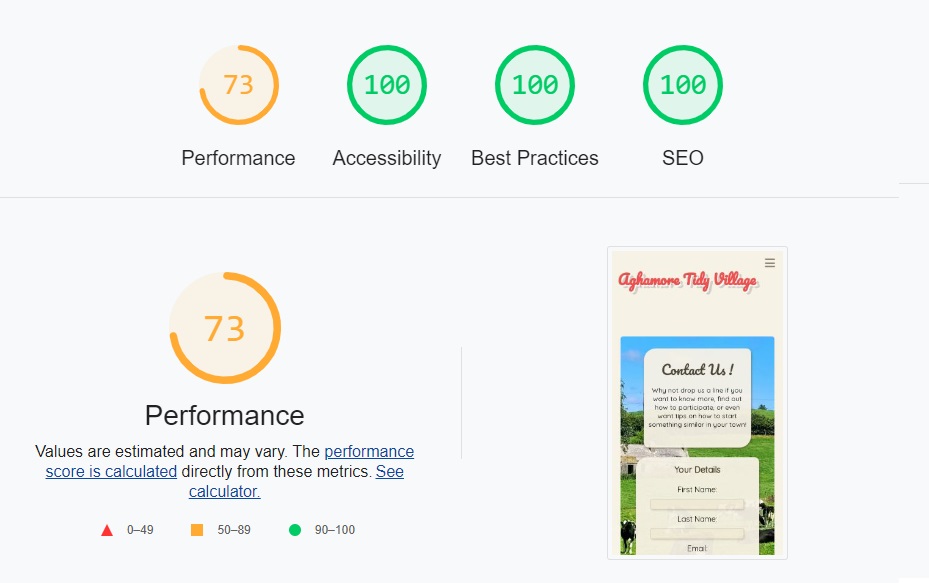 73
100
100
100
Performance
Accessibility
Best Practices
SEO
73
Performance
Values are estimated and may vary. The performance
score is calculated directly from these metrics. See
calculator.
0–49
50–89
90–100
Aghamore Tidy Village
Contact Us !
Why not drop us a line if you
want to know more, find out
how to participate, or even
want tips on how to start
something similar in your town!
Your Details
First Name:
Last Name:
Email: